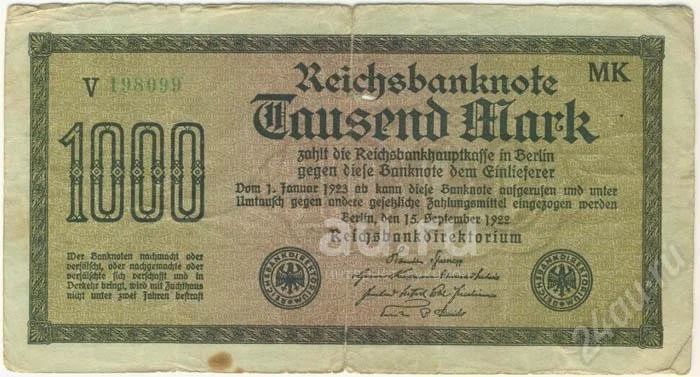 V 198099
MK
1000
Reichsbanknote
Tausend Mark
zahlt die Reichsbankhauptkasse in Berlin
gegen diese Banknote dem Einlieferer
Vom 1. Januar 1923 ab kann diese Banknote aufgerufen und unter
Umtausch gegen andere gesetzliche Zahlungsmittel eingezogen werden
Berlin, den 15. September 1922
Reichsbankdirektorium
Wer Banknoten nachmacht oder
verfälscht, oder nachgemachte oder
verfälschte sich verschafft und in
Verkehr bringt, wird mit Zuchthaus
nicht unter zwei Jahren bestraft
REICHSBANKDIREKTORIUM
REICHSBANKDIREKTORIUM
24au.ru